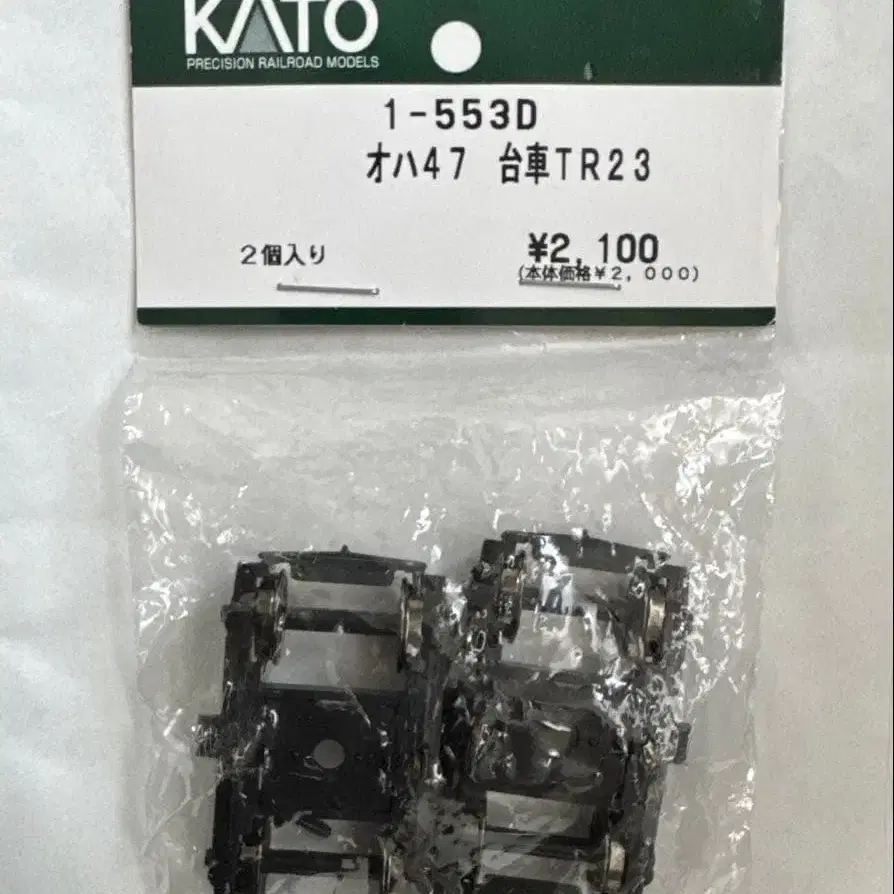 KATO
PRECISION RAILROAD MODELS
1-553D
オハ47 台車TR23
2個入り ¥2,100
(本体価格¥2,000)